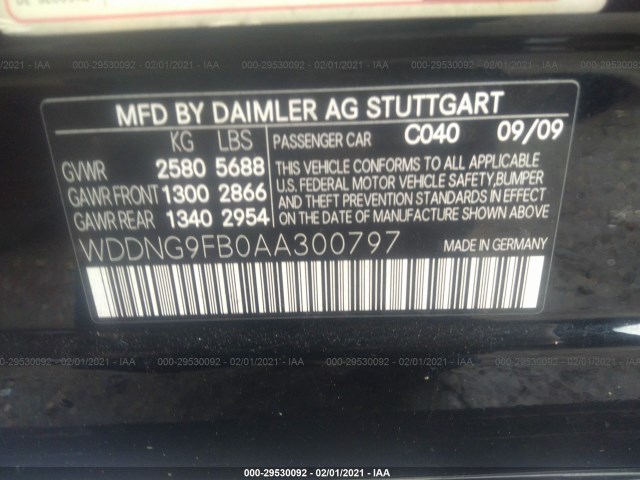 MFD BY DAIMLER AG STUTTGART
KG LBS PASSENGER CAR C040 09/09
GVWR 2580 5688
GAWR FRONT 1300 2866
GAWR REAR 1340 2954
THIS VEHICLE CONFORMS TO ALL APPLICABLE
U.S. FEDERAL MOTOR VEHICLE SAFETY,BUMPER
AND THEFT PREVENTION STANDARDS IN EFFECT
ON THE DATE OF MANUFACTURE SHOWN ABOVE.
WDDNG9FB0AA300797 MADE IN GERMANY
000-29530092 - 02/01/2021 - IAA